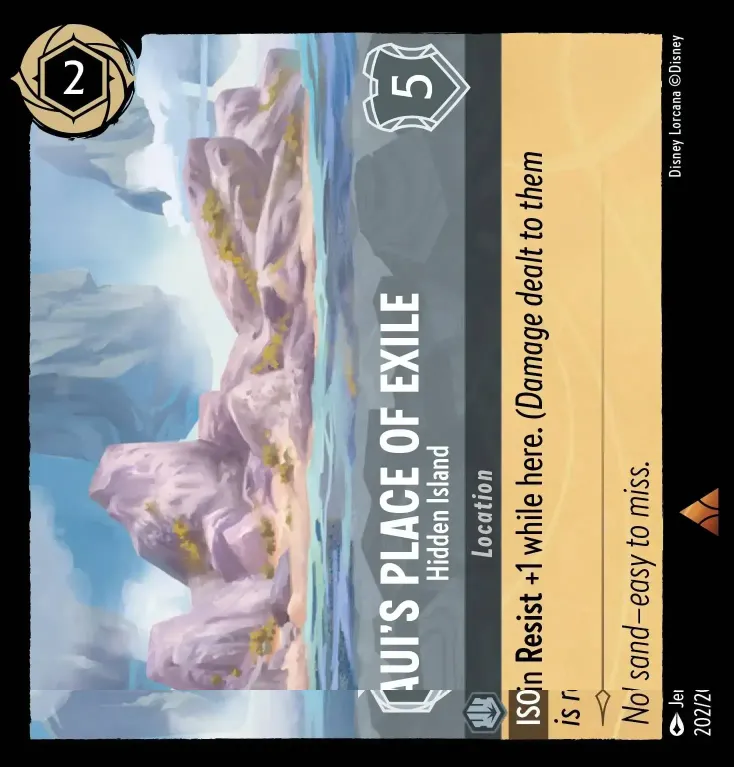 2
5
AUI'S PLACE OF EXILE
Hidden Island
Location
ISO
n Resist +1 while here. (Damage dealt to them
is r
No
sand–easy to miss.
Je
202/2
Disney Lorcana ©Disney